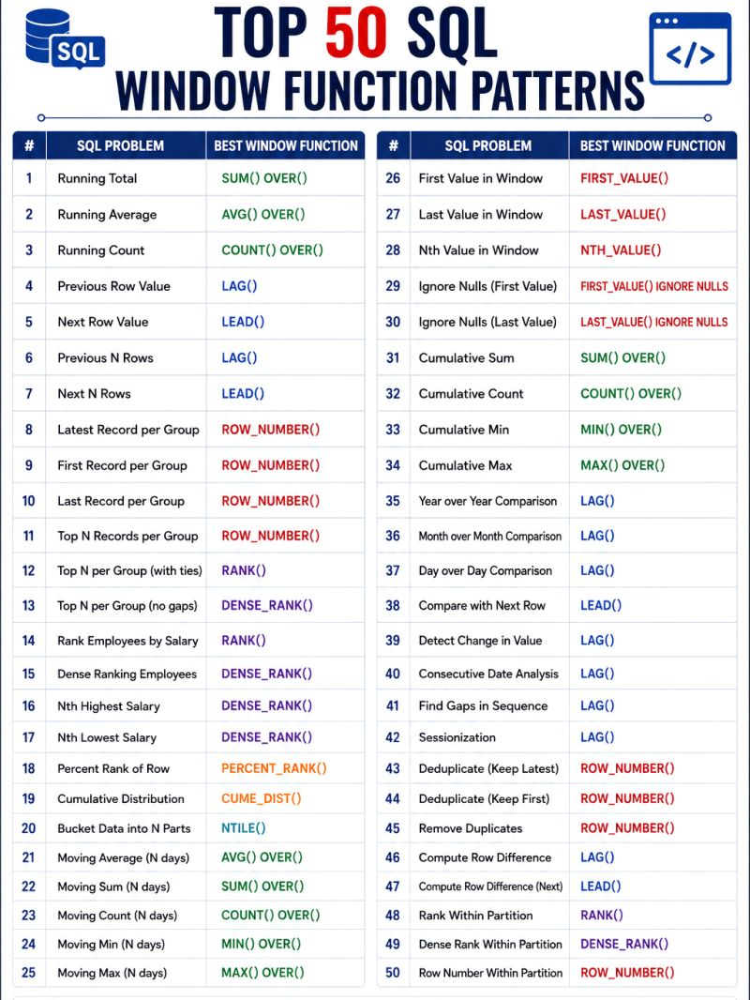 SQL
TOP 50 SQL
WINDOW FUNCTION PATTERNS
</>
# SQL PROBLEM BEST WINDOW FUNCTION
1 Running Total SUM() OVER()
2 Running Average AVG() OVER()
3 Running Count COUNT() OVER()
4 Previous Row Value LAG()
5 Next Row Value LEAD()
6 Previous N Rows LAG()
7 Next N Rows LEAD()
8 Latest Record per Group ROW_NUMBER()
9 First Record per Group ROW_NUMBER()
10 Last Record per Group ROW_NUMBER()
11 Top N Records per Group ROW_NUMBER()
12 Top N per Group (with ties) RANK()
13 Top N per Group (no gaps) DENSE_RANK()
14 Rank Employees by Salary RANK()
15 Dense Ranking Employees DENSE_RANK()
16 Nth Highest Salary DENSE_RANK()
17 Nth Lowest Salary DENSE_RANK()
18 Percent Rank of Row PERCENT_RANK()
19 Cumulative Distribution CUME_DIST()
20 Bucket Data into N Parts NTILE()
21 Moving Average (N days) AVG() OVER()
22 Moving Sum (N days) SUM() OVER()
23 Moving Count (N days) COUNT() OVER()
24 Moving Min (N days) MIN() OVER()
25 Moving Max (N days) MAX() OVER()
# SQL PROBLEM BEST WINDOW FUNCTION
26 First Value in Window FIRST_VALUE()
27 Last Value in Window LAST_VALUE()
28 Nth Value in Window NTH_VALUE()
29 Ignore Nulls (First Value) FIRST_VALUE() IGNORE NULLS
30 Ignore Nulls (Last Value) LAST_VALUE() IGNORE NULLS
31 Cumulative Sum SUM() OVER()
32 Cumulative Count COUNT() OVER()
33 Cumulative Min MIN() OVER()
34 Cumulative Max MAX() OVER()
35 Year over Year Comparison LAG()
36 Month over Month Comparison LAG()
37 Day over Day Comparison LAG()
38 Compare with Next Row LEAD()
39 Detect Change in Value LAG()
40 Consecutive Date Analysis LAG()
41 Find Gaps in Sequence LAG()
42 Sessionization LAG()
43 Deduplicate (Keep Latest) ROW_NUMBER()
44 Deduplicate (Keep First) ROW_NUMBER()
45 Remove Duplicates ROW_NUMBER()
46 Compute Row Difference LAG()
47 Compute Row Difference (Next) LEAD()
48 Rank Within Partition RANK()
49 Dense Rank Within Partition DENSE_RANK()
50 Row Number Within Partition ROW_NUMBER()